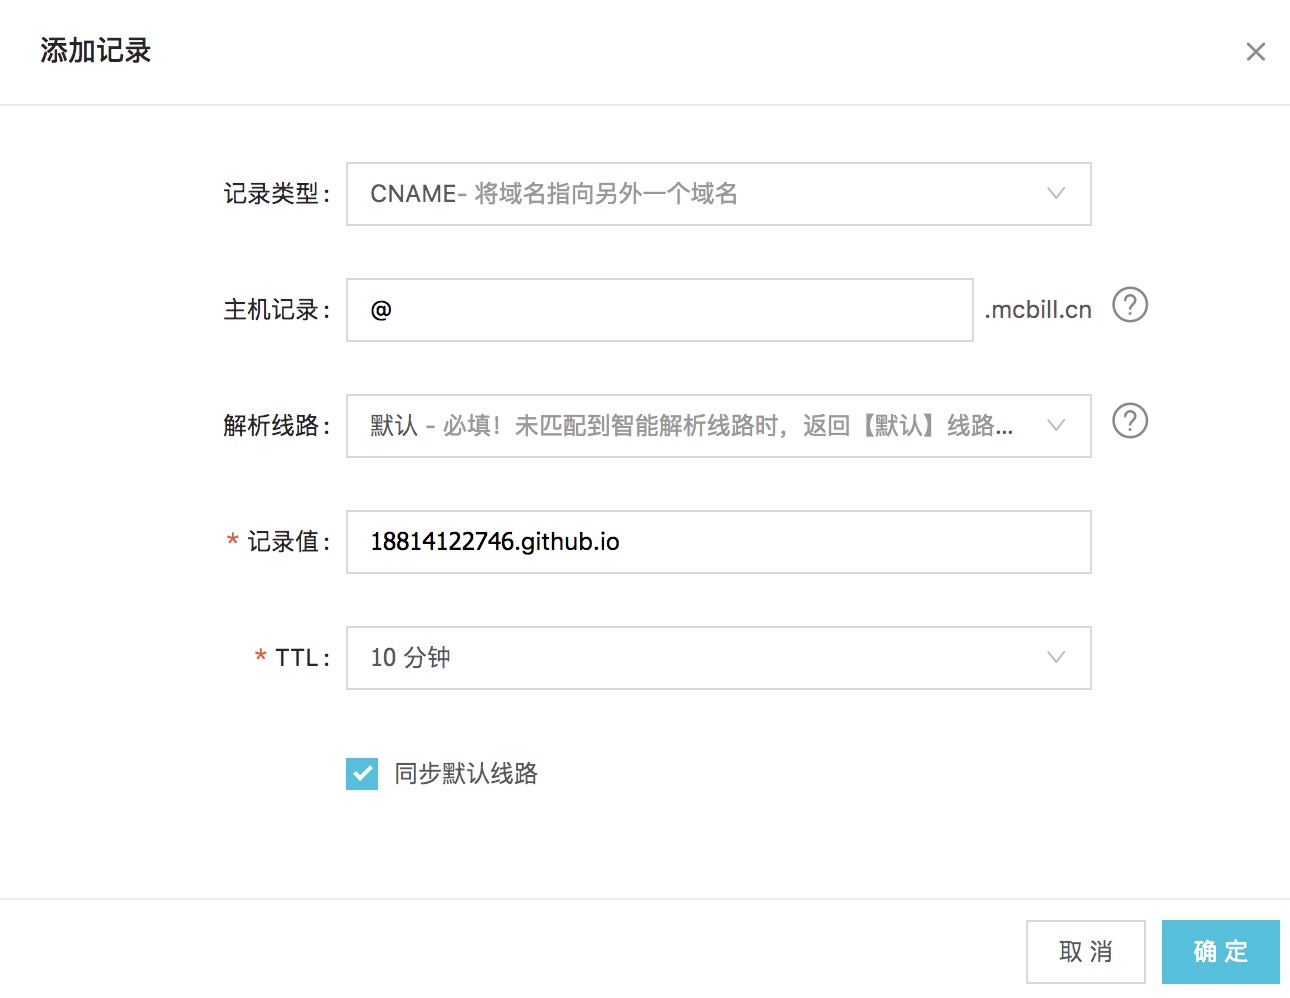 添加记录
记录类型： CNAME- 将域名指向另外一个域名
主机记录： @ .mcbill.cn ?
解析线路： 默认 - 必填！未匹配到智能解析线路时，返回【默认】线路... ?
* 记录值： 18814122746.github.io
* TTL： 10 分钟
同步默认线路
取 消 确 定